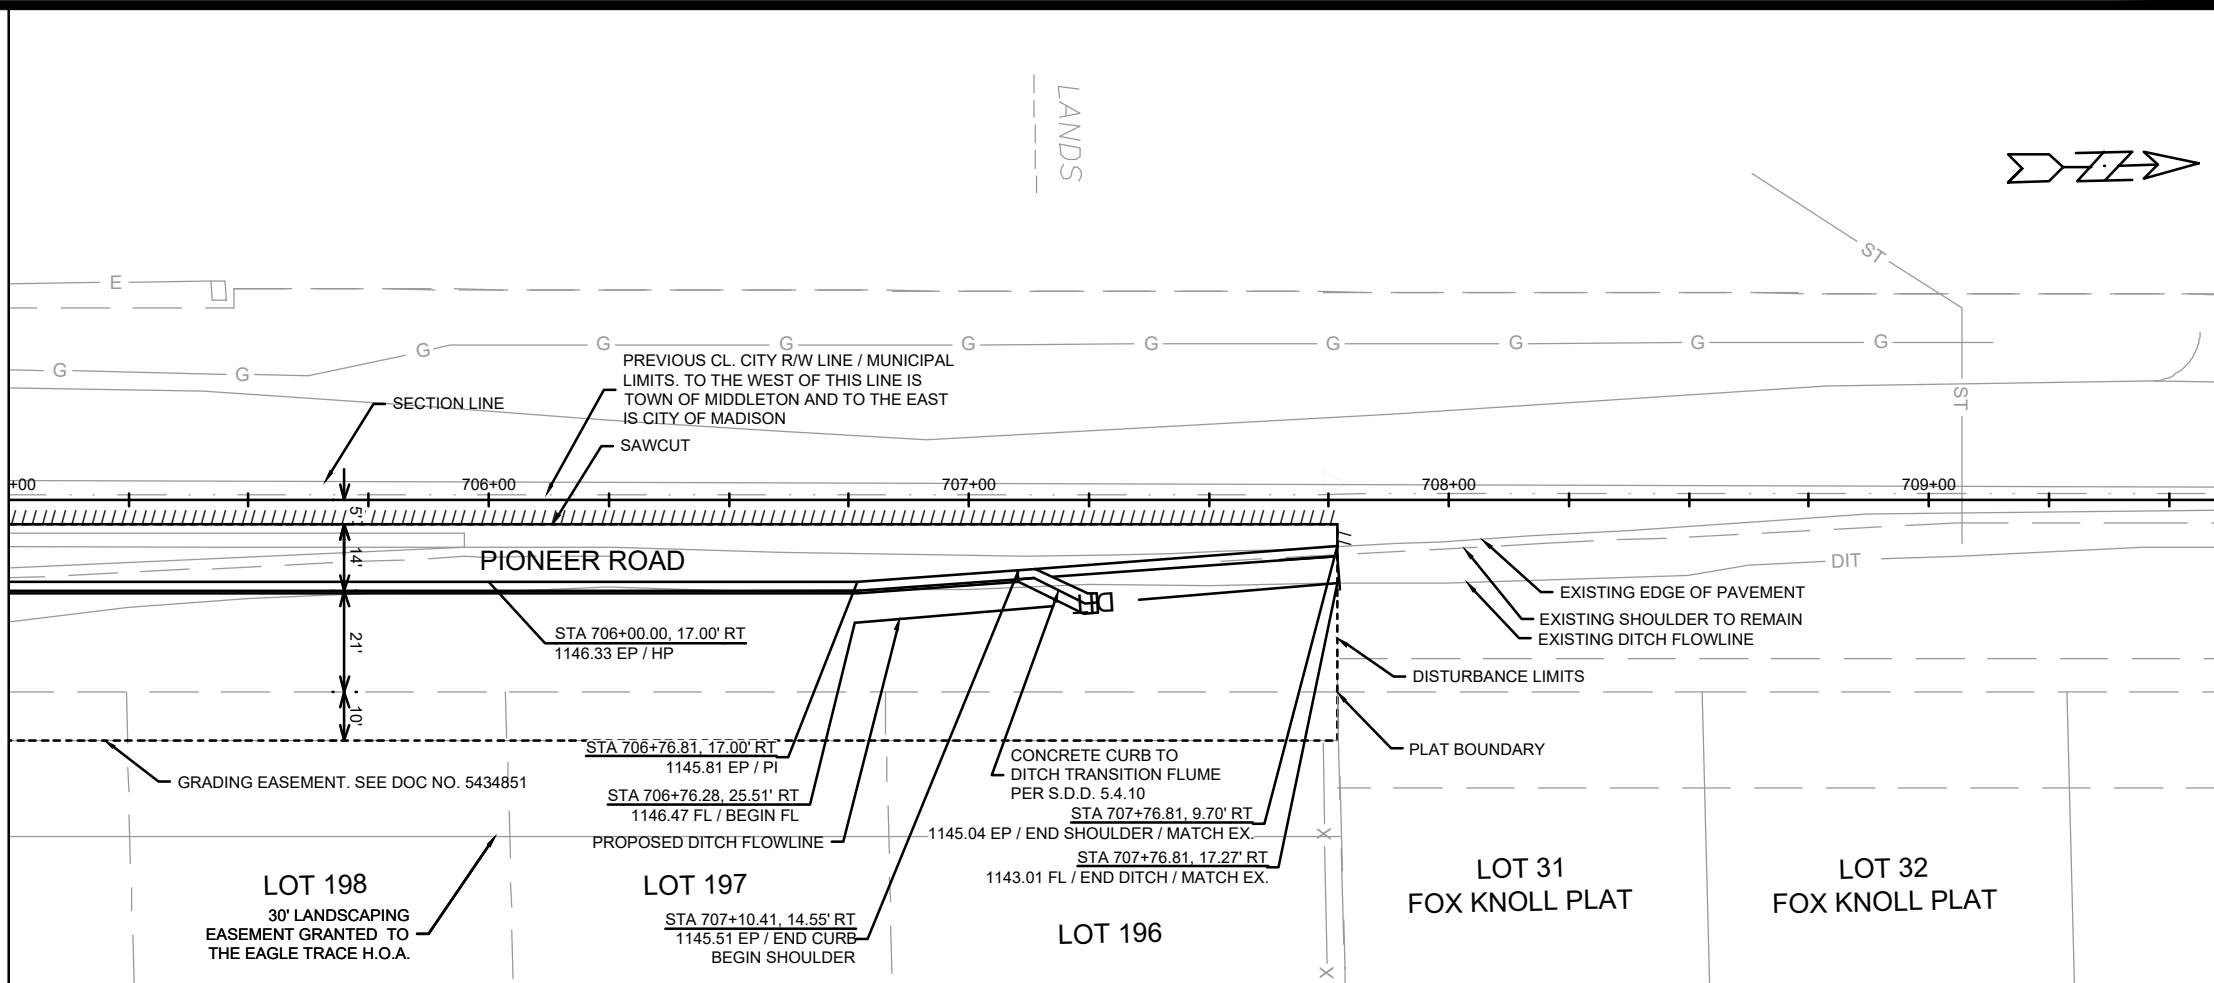 LANDS
Z
ST
E
G
G
G
G
G
G
G
G
G
G
G
PREVIOUS CL. CITY R/W LINE / MUNICIPAL
LIMITS. TO THE WEST OF THIS LINE IS
TOWN OF MIDDLETON AND TO THE EAST
IS CITY OF MADISON
SECTION LINE
SAWCUT
ST
+00
706+00
707+00
708+00
709+00
5'
14'
PIONEER ROAD
DIT
EXISTING EDGE OF PAVEMENT
EXISTING SHOULDER TO REMAIN
EXISTING DITCH FLOWLINE
21'
STA 706+00.00, 17.00' RT
1146.33 EP / HP
DISTURBANCE LIMITS
10'
PLAT BOUNDARY
GRADING EASEMENT. SEE DOC NO. 5434851
STA 706+76.81, 17.00' RT
1145.81 EP / PI
STA 706+76.28, 25.51' RT
1146.47 FL / BEGIN FL
PROPOSED DITCH FLOWLINE
CONCRETE CURB TO
DITCH TRANSITION FLUME
PER S.D.D. 5.4.10
STA 707+76.81, 9.70' RT
1145.04 EP / END SHOULDER / MATCH EX.
STA 707+76.81, 17.27' RT
1143.01 FL / END DITCH / MATCH EX.
X
LOT 198
30' LANDSCAPING
EASEMENT GRANTED TO
THE EAGLE TRACE H.O.A.
LOT 197
STA 707+10.41, 14.55' RT
1145.51 EP / END CURB
BEGIN SHOULDER
LOT 196
X
LOT 31
FOX KNOLL PLAT
LOT 32
FOX KNOLL PLAT